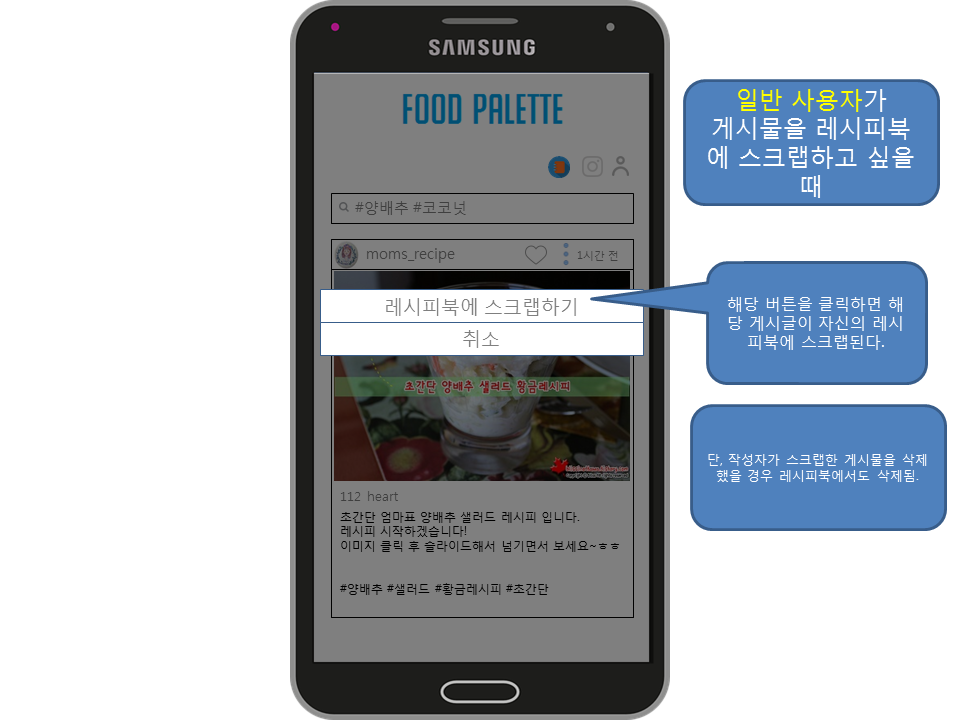 SAMSUNG
FOOD PALETTE
#양배추 #코코넛
moms_recipe
1시간 전
레시피북에 스크랩하기
취소
초간단 양배추 샐러드 황금레시피
112 heart
초간단 엄마표 양배추 샐러드 레시피 입니다.
레시피 시작하겠습니다!
이미지 클릭 후 슬라이드해서 넘기면서 보세요~ㅎㅎ
#양배추 #샐러드 #황금레시피 #초간단
일반 사용자가
게시물을 레시피북
에 스크랩하고 싶을
때
해당 버튼을 클릭하면 해
당 게시글이 자신의 레시
피북에 스크랩된다.
단, 작성자가 스크랩한 게시물을 삭제
했을 경우 레시피북에서도 삭제됨.